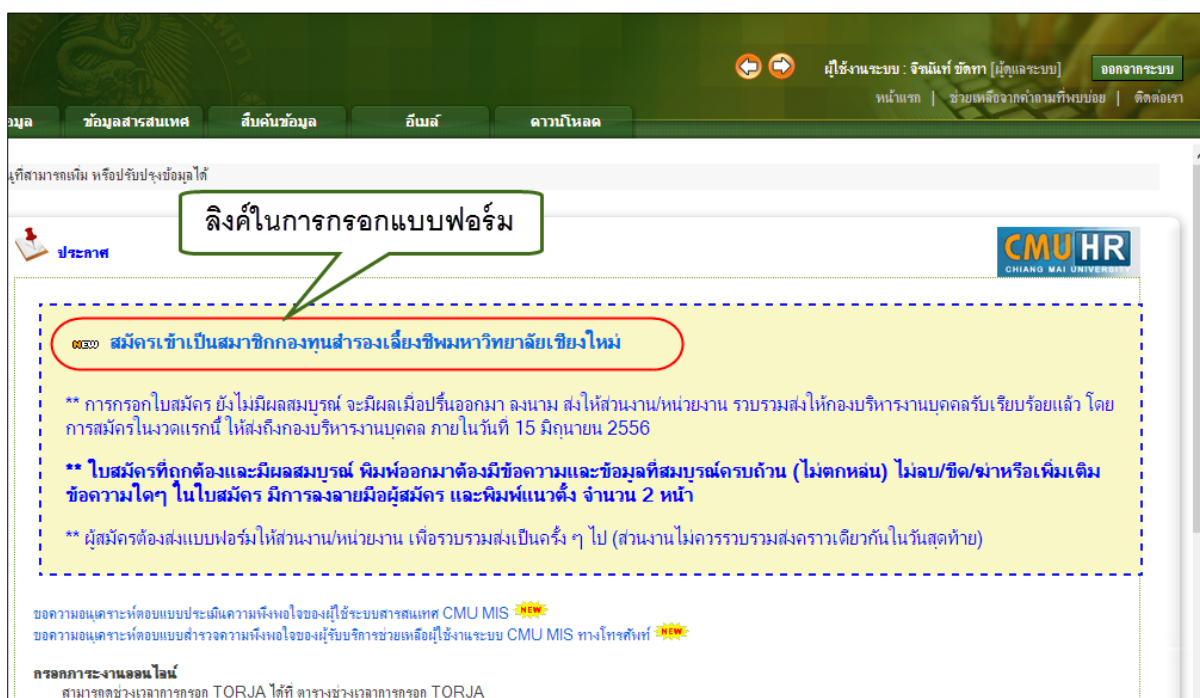 ผู้ใช้งานระบบ : จิรนันท์ ขัดทา [ผู้ดูแลระบบ] ออกจากระบบ
หน้าแรก | ช่วยเหลือจากคำถามที่พบบ่อย | ติดต่อเรา
อมูล ข้อมูลสารสนเทศ สืบค้นข้อมูล อีเมล์ ดาวน์โหลด
นที่สามารถเพิ่ม หรือปรับปรุงข้อมูลได้
ลิงค์ในการกรอกแบบฟอร์ม
ประกาศ
CMU HR
CHIANG MAI UNIVERSITY
NEW สมัครเข้าเป็นสมาชิกกองทุนสำรองเลี้ยงชีพมหาวิทยาลัยเชียงใหม่
** การกรอกใบสมัคร ยังไม่มีผลสมบูรณ์ จะมีผลเมื่อปริ้นออกมา ลงนาม ส่งให้ส่วนงาน/หน่วยงาน รวบรวมส่งให้กองบริหารงานบุคคลรับเรียบร้อยแล้ว โดย
การสมัครในงวดแรกนี้ ให้ส่งถึงกองบริหารงานบุคคล ภายในวันที่ 15 มิถุนายน 2556
** ใบสมัครที่ถูกต้องและมีผลสมบูรณ์ พิมพ์ออกมาต้องมีข้อความและข้อมูลที่สมบูรณ์ครบถ้วน (ไม่ตกหล่น) ไม่ลบ/ขีด/ฆ่าหรือเพิ่มเติม
ข้อความใดๆ ในใบสมัคร มีการลงลายมือผู้สมัคร และพิมพ์แนวตั้ง จำนวน 2 หน้า
** ผู้สมัครต้องส่งแบบฟอร์มให้ส่วนงาน/หน่วยงาน เพื่อรวบรวมส่งเป็นครั้ง ๆ ไป (ส่วนงานไม่ควรรวบรวมส่งคราวเดียวกันในวันสุดท้าย)
ขอความอนุเคราะห์ตอบแบบประเมินความพึงพอใจของผู้ใช้ระบบสารสนเทศ CMU MIS NEW
ขอความอนุเคราะห์ตอบแบบสำรวจความพึงพอใจของผู้รับบริการช่วยเหลือผู้ใช้งานระบบ CMU MIS ทางโทรศัพท์ NEW
กรอกภาระงานออนไลน์
สามารถดูช่วงเวลาการกรอก TORJA ได้ที่ ตารางช่วงเวลาการกรอก TORJA